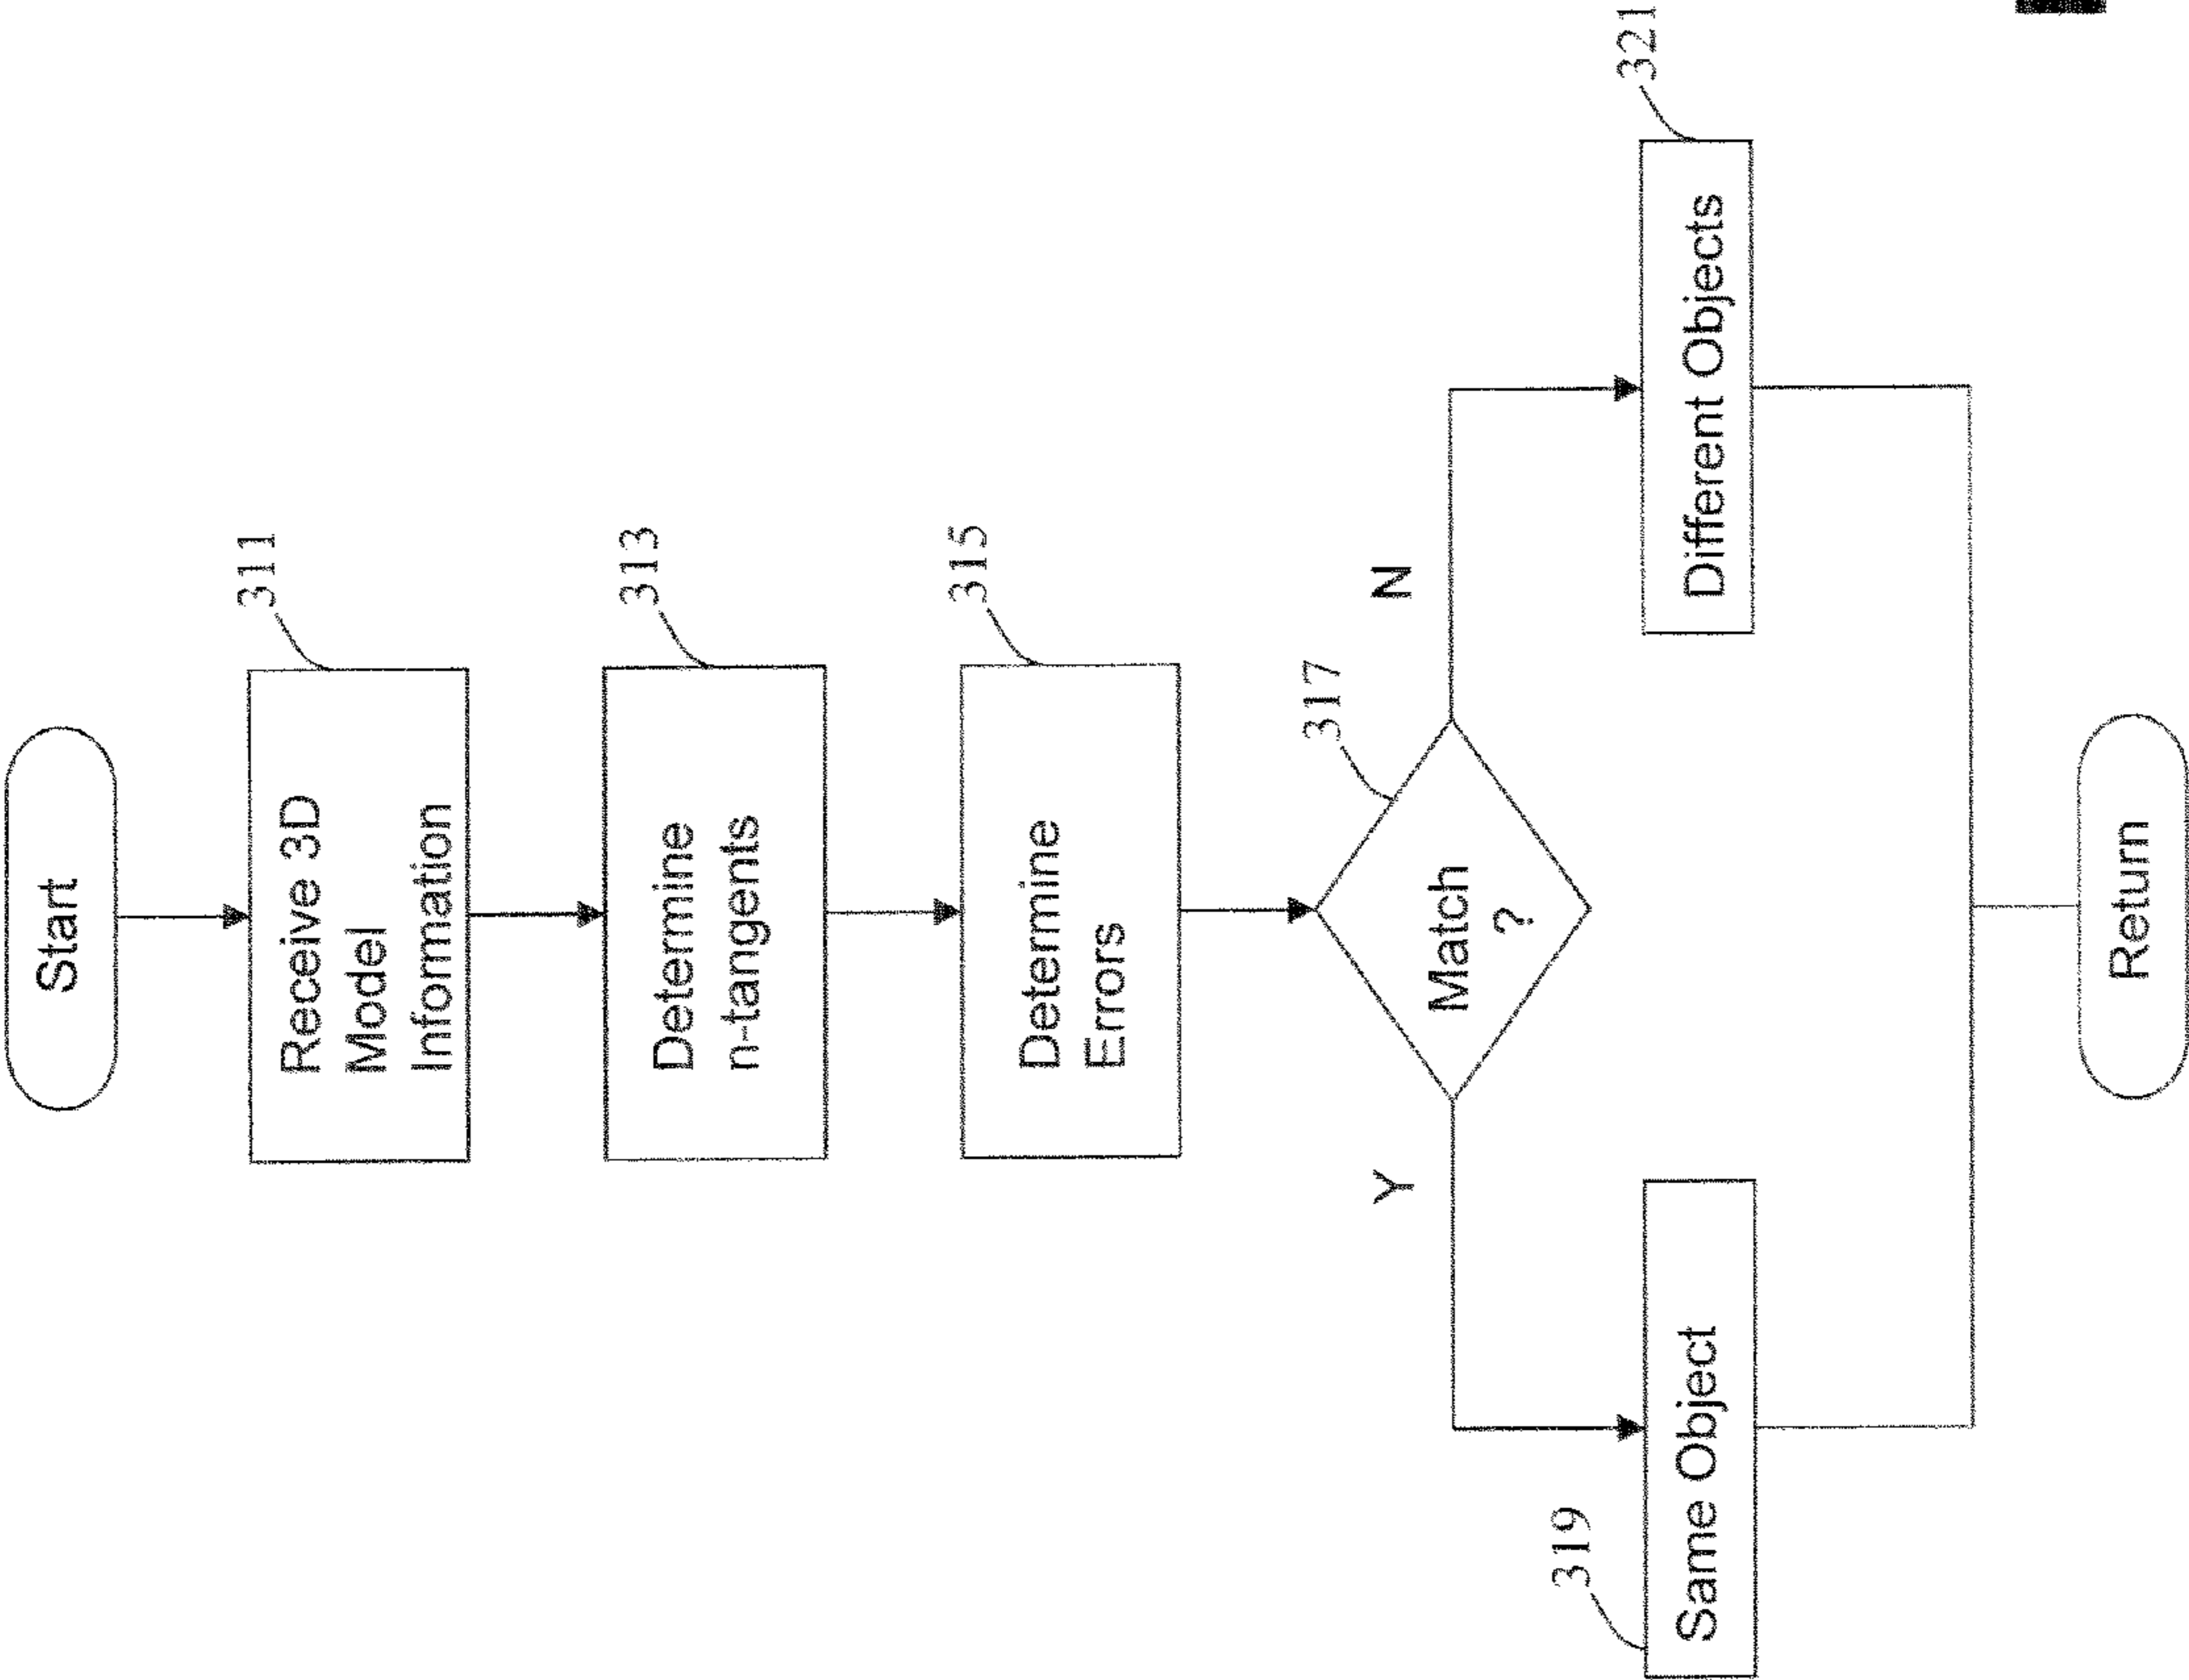 Start
311
Receive 3D
Model
Information
313
Determine
n-tangents
315
Determine
Errors
317
Match
?
Y
N
319
Same Object
321
Different Objects
Return